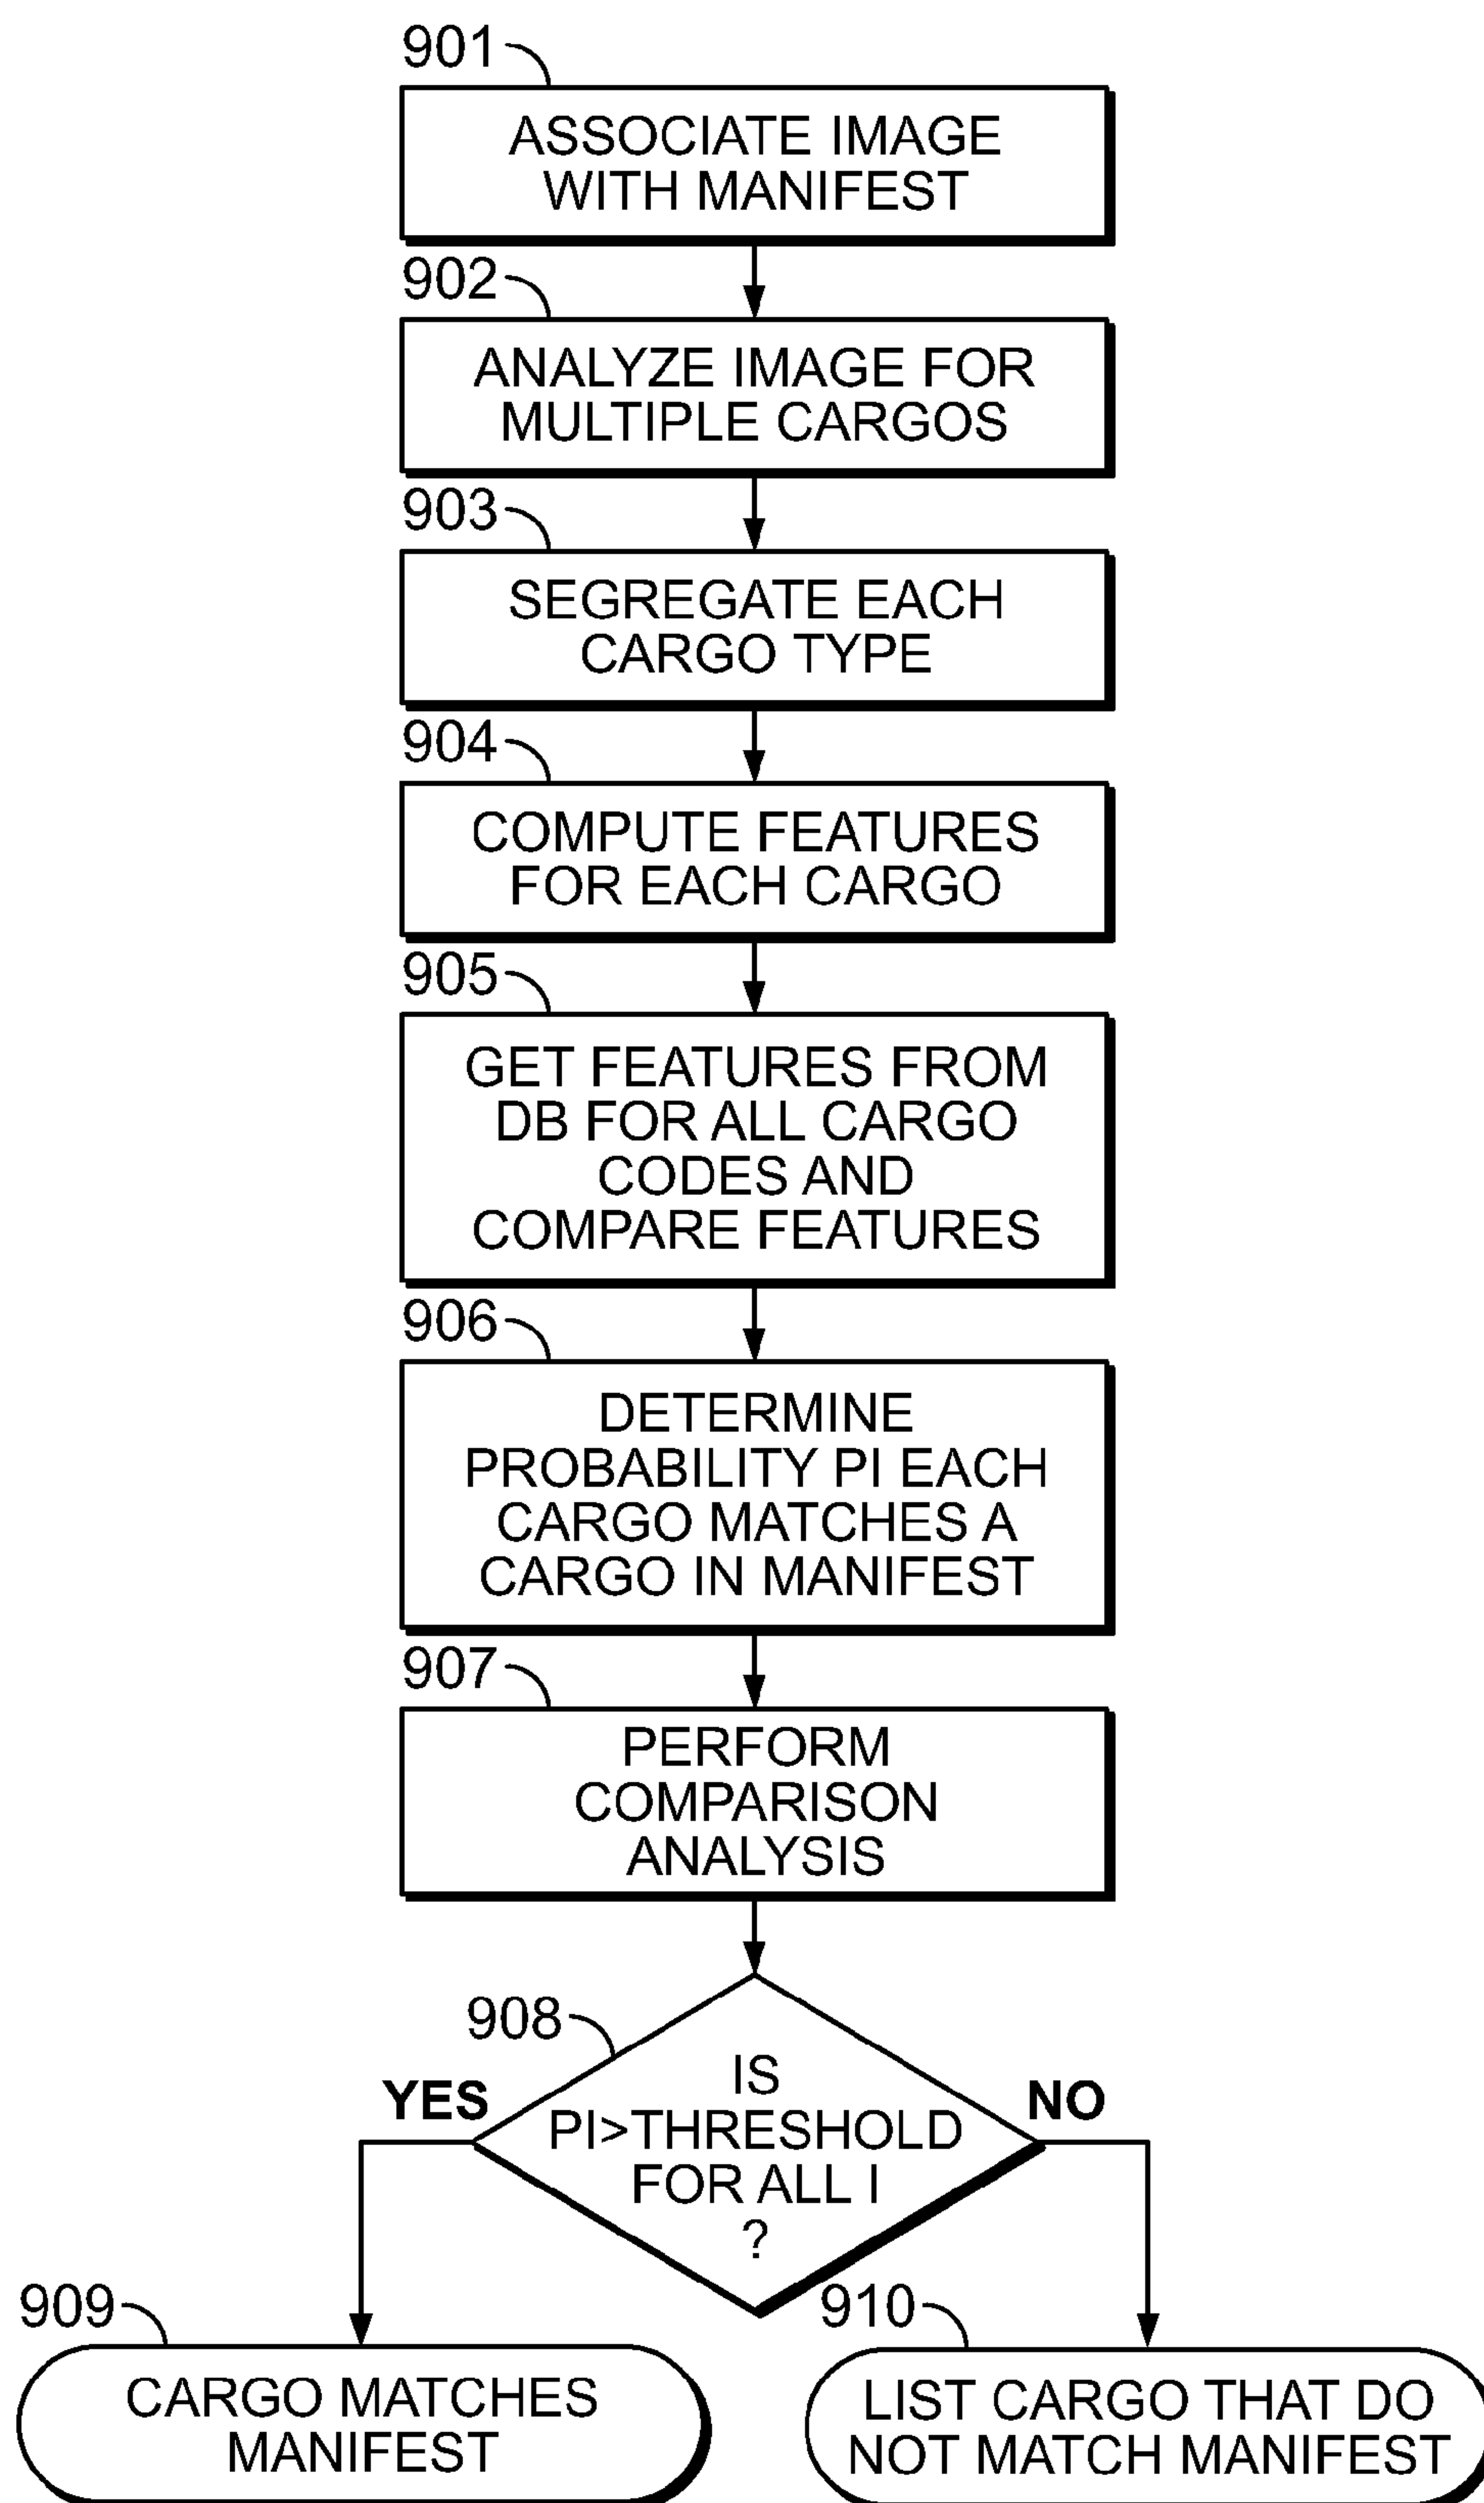 901
ASSOCIATE IMAGE
WITH MANIFEST
902
ANALYZE IMAGE FOR
MULTIPLE CARGOS
903
SEGREGATE EACH
CARGO TYPE
904
COMPUTE FEATURES
FOR EACH CARGO
905
GET FEATURES FROM
DB FOR ALL CARGO
CODES AND
COMPARE FEATURES
906
DETERMINE
PROBABILITY PI EACH
CARGO MATCHES A
CARGO IN MANIFEST
907
PERFORM
COMPARISON
ANALYSIS
908
IS
PI>THRESHOLD
FOR ALL I
?
YES
NO
909
CARGO MATCHES
MANIFEST
910
LIST CARGO THAT DO
NOT MATCH MANIFEST